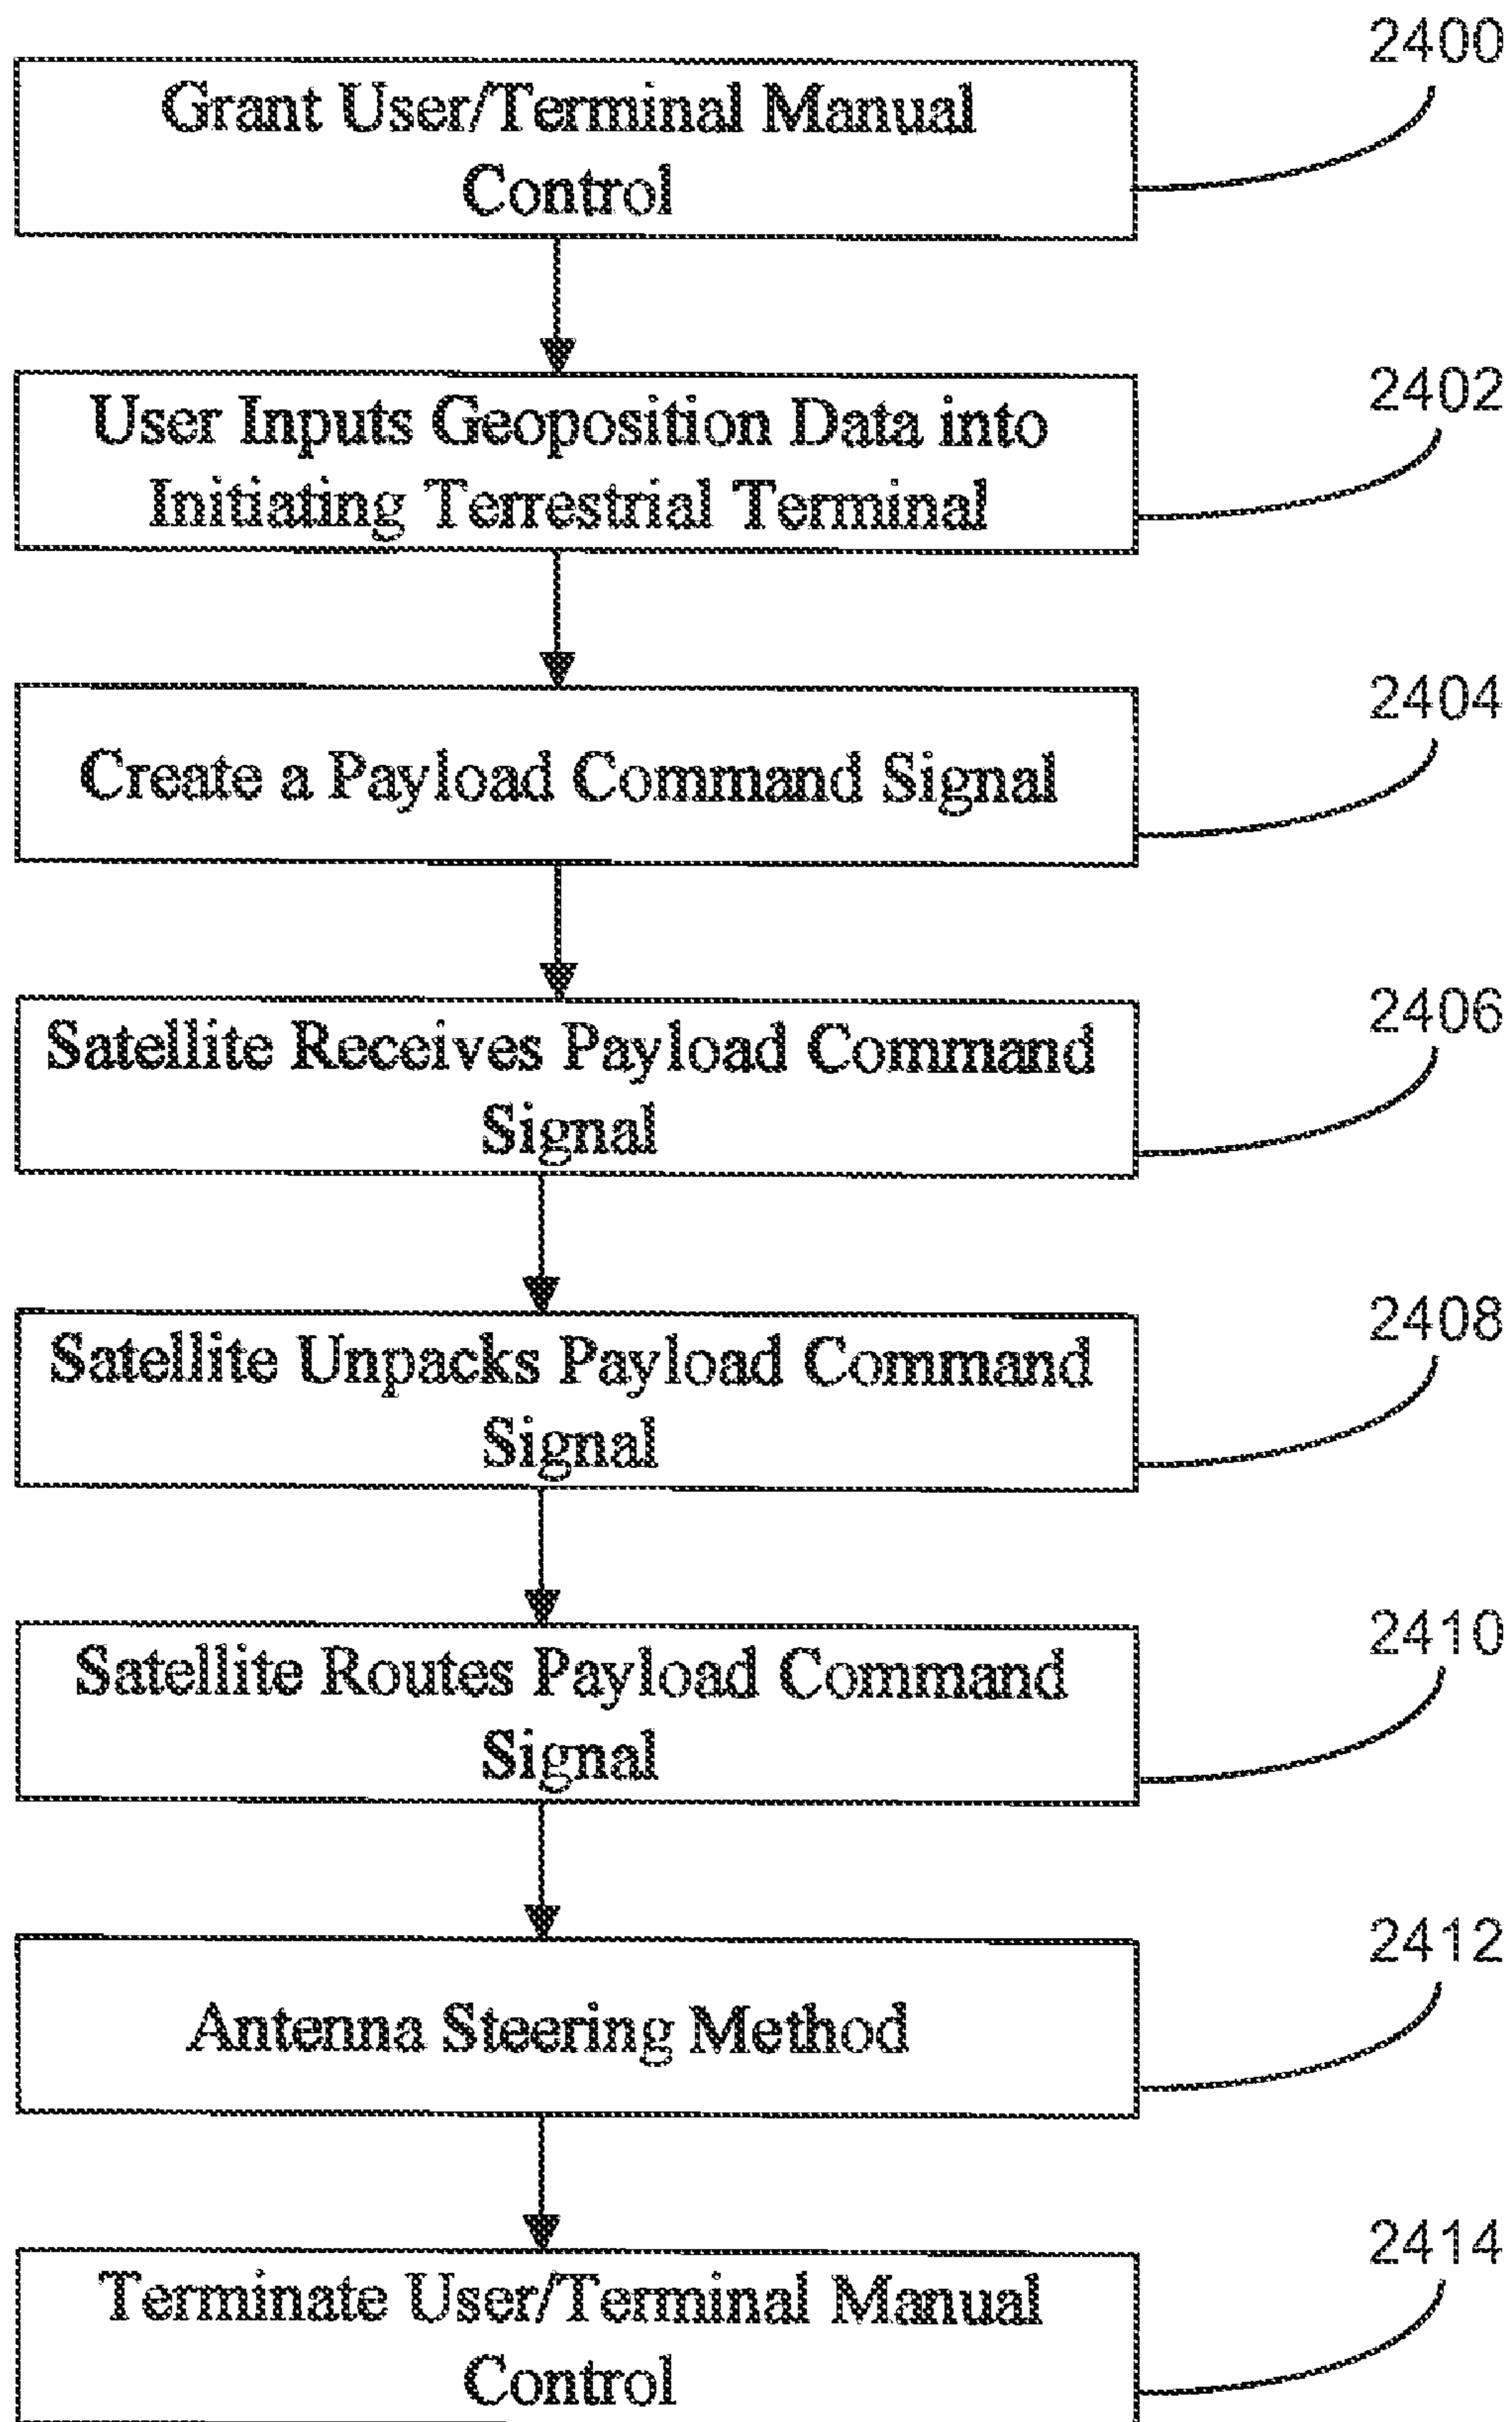 2400
Grant User/Terminal Manual
Control
2402
User Inputs Geoposition Data into
Initiating Terrestrial Terminal
2404
Create a Payload Command Signal
2406
Satellite Receives Payload Command
Signal
2408
Satellite Unpacks Payload Command
Signal
2410
Satellite Routes Payload Command
Signal
2412
Antenna Steering Method
2414
Terminate User/Terminal Manual
Control